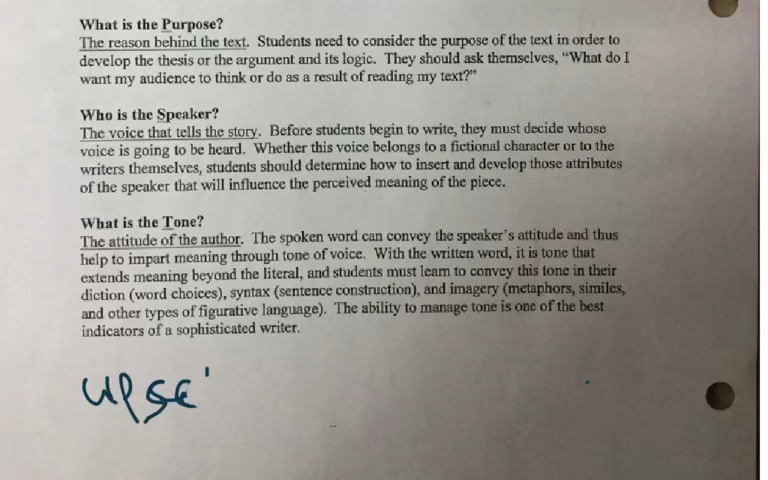 What is the Purpose?
The reason behind the text. Students need to consider the purpose of the text in order to
develop the thesis or the argument and its logic. They should ask themselves, “What do I
want my audience to think or do as a result of reading my text?”
Who is the Speaker?
The voice that tells the story. Before students begin to write, they must decide whose
voice is going to be heard. Whether this voice belongs to a fictional character or to the
writers themselves, students should determine how to insert and develop those attributes
of the speaker that will influence the perceived meaning of the piece.
What is the Tone?
The attitude of the author. The spoken word can convey the speaker’s attitude and thus
help to impart meaning through tone of voice. With the written word, it is tone that
extends meaning beyond the literal, and students must learn to convey this tone in their
diction (word choices), syntax (sentence construction), and imagery (metaphors, similes,
and other types of figurative language). The ability to manage tone is one of the best
indicators of a sophisticated writer.